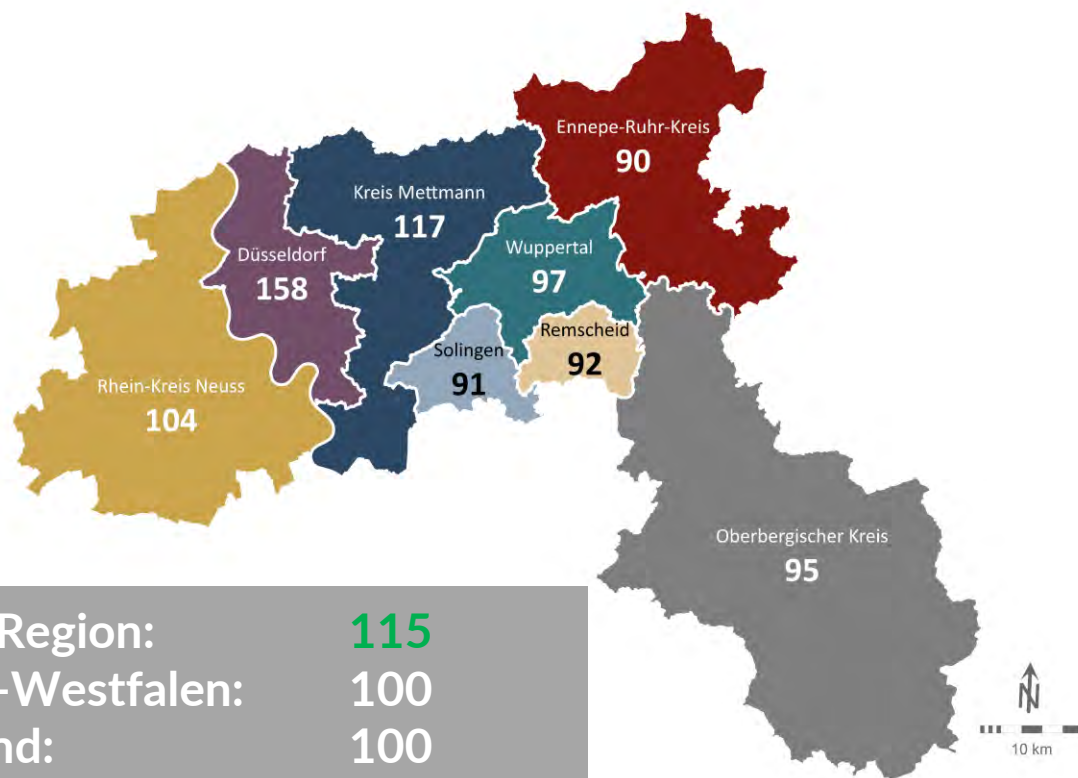 Ennepe-Ruhr-Kreis
90
Kreis Mettmann
117
Düsseldorf
158
Wuppertal
97
Remscheid
92
Solingen
91
Rhein-Kreis Neuss
104
Oberbergischer Kreis
95
Region: 115
-Westfalen: 100
nd: 100
N
10 km